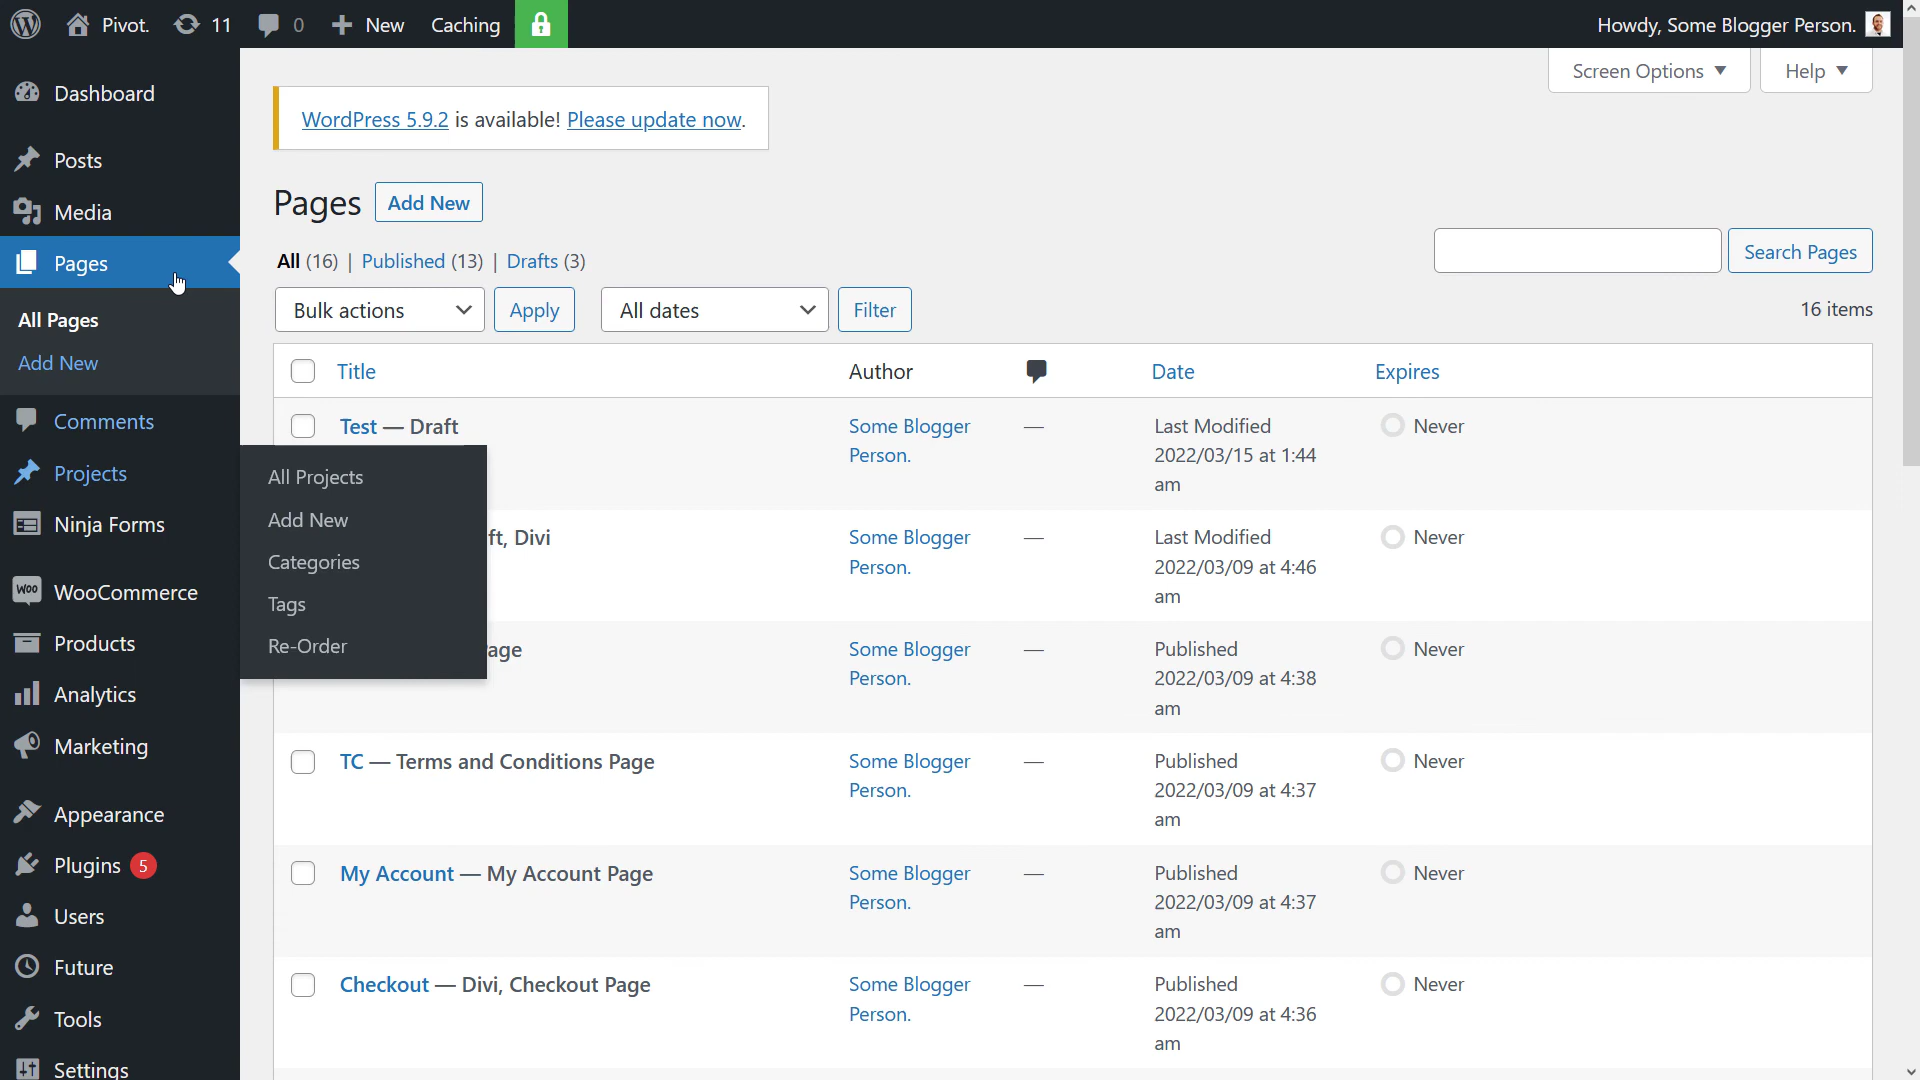 Pivot. 11 0 New Caching Howdy, Some Blogger Person.
Screen Options Help
Dashboard
Posts
Media
Pages
All Pages
Add New
Comments
Projects
Ninja Forms
WooCommerce
Products
Analytics
Marketing
Appearance
Plugins 5
Users
Future
Tools
Settings
All Projects
Add New
Categories
Tags
Re-Order
WordPress 5.9.2 is available! Please update now.
Pages Add New
All (16) | Published (13) | Drafts (3)
Search Pages
Bulk actions Apply All dates Filter 16 items
Title Author Date Expires
Test — Draft Some Blogger — Last Modified Never
Person. 2022/03/15 at 1:44
am
ft, Divi Some Blogger — Last Modified Never
Person. 2022/03/09 at 4:46
am
age Some Blogger — Published Never
Person. 2022/03/09 at 4:38
am
TC — Terms and Conditions Page Some Blogger — Published Never
Person. 2022/03/09 at 4:37
am
My Account — My Account Page Some Blogger — Published Never
Person. 2022/03/09 at 4:37
am
Checkout — Divi, Checkout Page Some Blogger — Published Never
Person. 2022/03/09 at 4:36
am